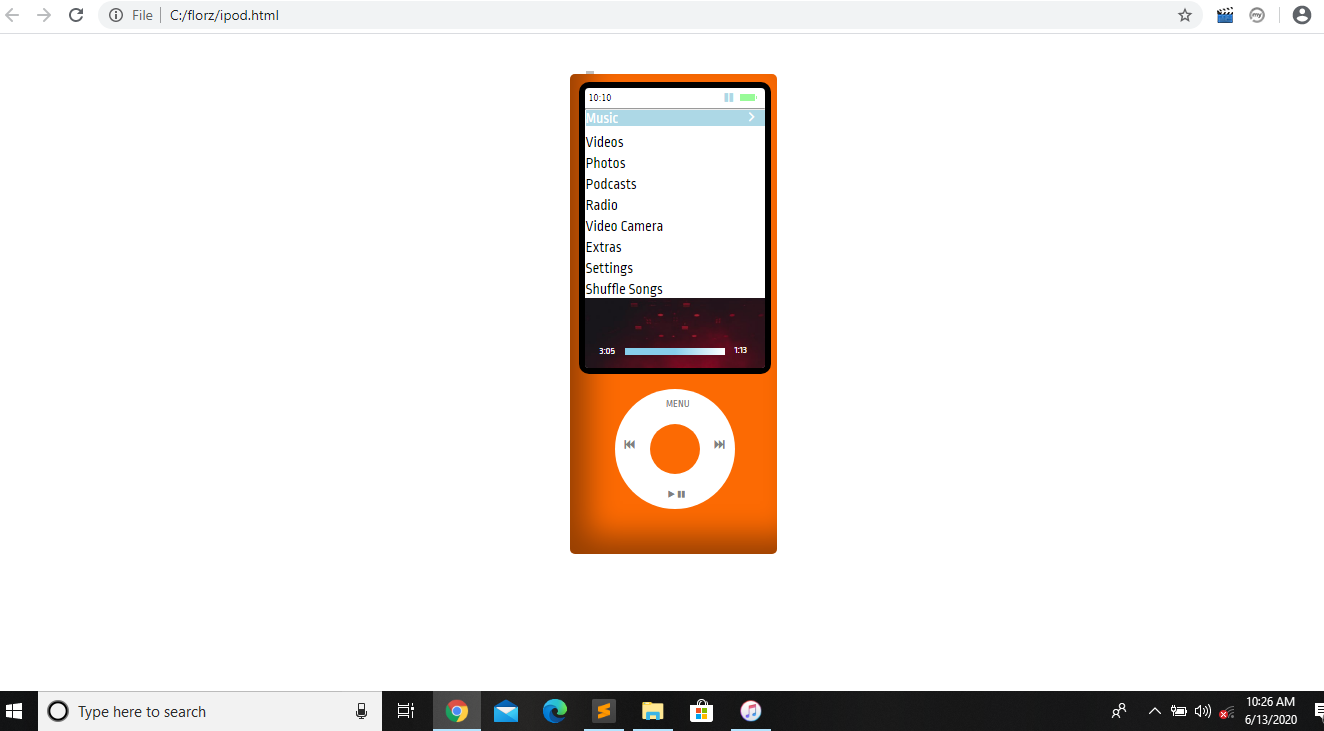 File C:/florz/ipod.html
10:10
Music
Videos
Photos
Podcasts
Radio
Video Camera
Extras
Settings
Shuffle Songs
3:05 1:13
MENU
Type here to search
10:26 AM
6/13/2020